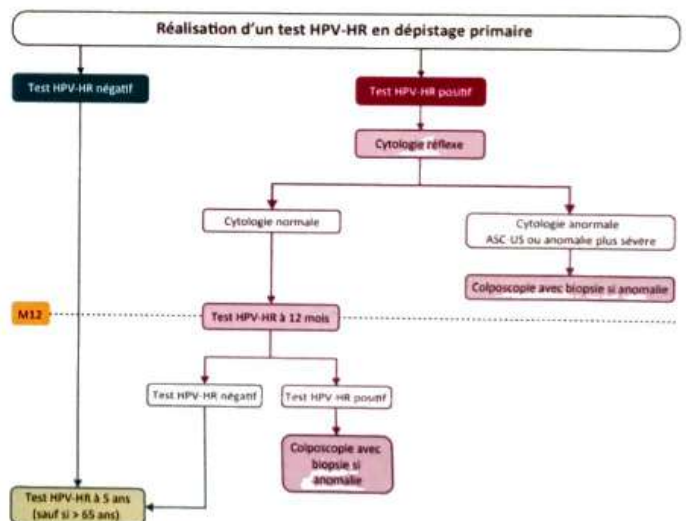 Réalisation d'un test HPV-HR en dépistage primaire
Test HPV-HR négatif
Test HPV-HR positif
Cytologie réflexe
Cytologie normale
Cytologie anormale
ASC-US ou anomalie plus sévère
Colposcopie avec biopsie si anomalie
M12
Test HPV-HR à 12 mois
Test HPV-HR négatif
Test HPV-HR positif
Colposcopie avec
biopsie si
anomalie
Test HPV-HR à 5 ans
(sauf si > 65 ans)